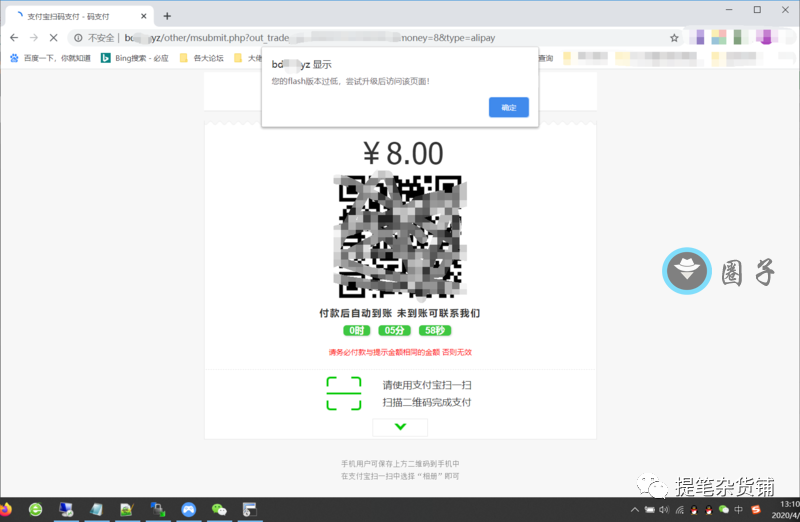 支付宝扫码支付 - 码支付
不安全 | bd yz/other/msubmit.php?out_trade money=8&type=alipay
百度一下，你就知道 Bing搜索 - 必应 各大论坛 大佬 查询
bd yz 显示
您的flash版本过低，尝试升级后访问该页面！
确定
￥8.00
付款后自动到账 未到账可联系我们
0时 05分 58秒
请务必付款与提示金额相同的金额 否则无效
请使用支付宝扫一扫
扫描二维码完成支付
圈子
手机用户可保存上方二维码到手机中
在支付宝扫一扫中选择“相册”即可
提笔杂货铺
中
13:10
2020/4/